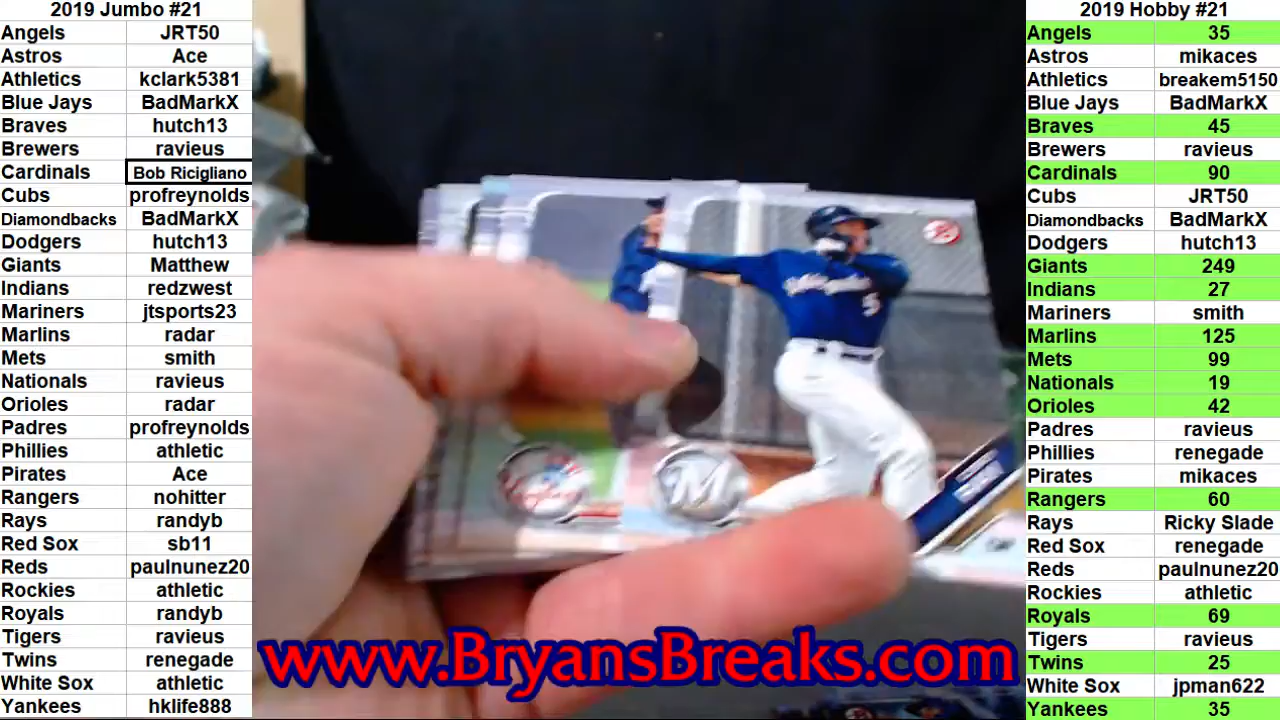 2019 Jumbo #21
Angels JRT50
Astros Ace
Athletics kclark5381
Blue Jays BadMarkX
Braves hutch13
Brewers ravieus
Cardinals Bob Ricigliano
Cubs profreynolds
Diamondbacks BadMarkX
Dodgers hutch13
Giants Matthew
Indians redzwest
Mariners jtsports23
Marlins radar
Mets smith
Nationals ravieus
Orioles radar
Padres profreynolds
Phillies athletic
Pirates Ace
Rangers nohitter
Rays randyb
Red Sox sb11
Reds paulnunez20
Rockies athletic
Royals randyb
Tigers ravieus
Twins renegade
White Sox athletic
Yankees hklife888
M
5
www.BryansBreaks.com
2019 Hobby #21
Angels 35
Astros mikaces
Athletics breakem5150
Blue Jays BadMarkX
Braves 45
Brewers ravieus
Cardinals 90
Cubs JRT50
Diamondbacks BadMarkX
Dodgers hutch13
Giants 249
Indians 27
Mariners smith
Marlins 125
Mets 99
Nationals 19
Orioles 42
Padres ravieus
Phillies renegade
Pirates mikaces
Rangers 60
Rays Ricky Slade
Red Sox renegade
Reds paulnunez20
Rockies athletic
Royals 69
Tigers ravieus
Twins 25
White Sox jpman622
Yankees 35